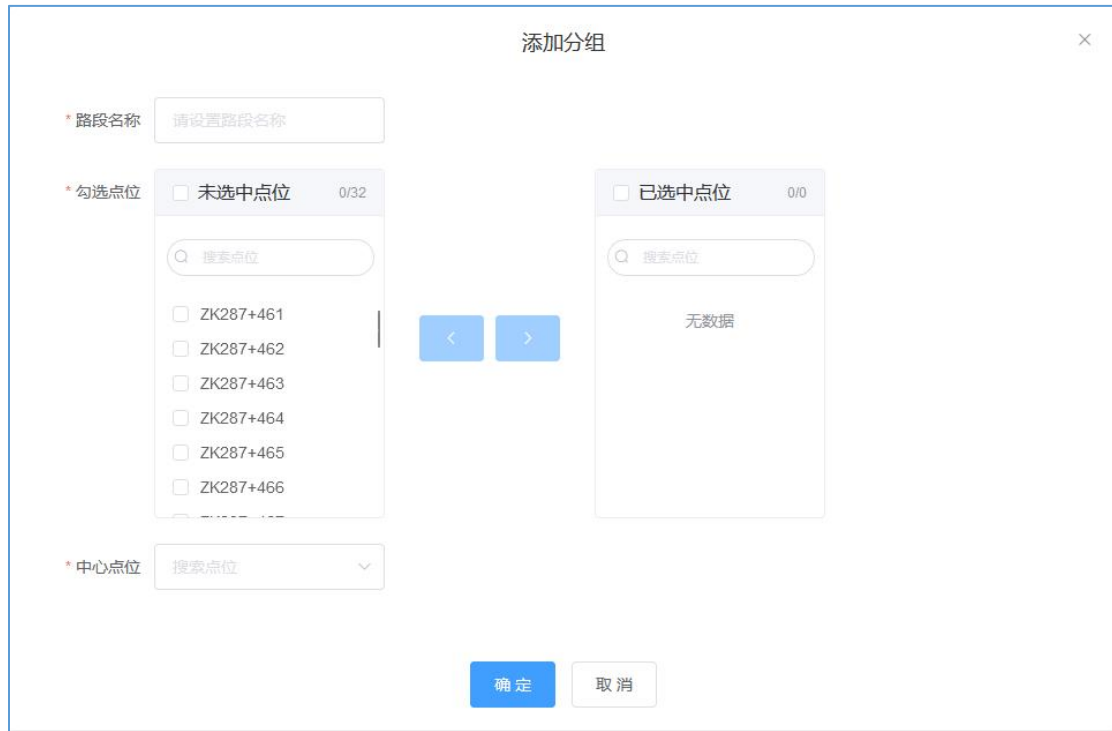 添加分组
* 路段名称 请设置路段名称
* 勾选点位 未选中点位 0/32 已选中点位 0/0
搜索点位 搜索点位
ZK287+461
无数据
ZK287+462
ZK287+463
ZK287+464
ZK287+465
ZK287+466
* 中心点位 搜索点位
确定 取消